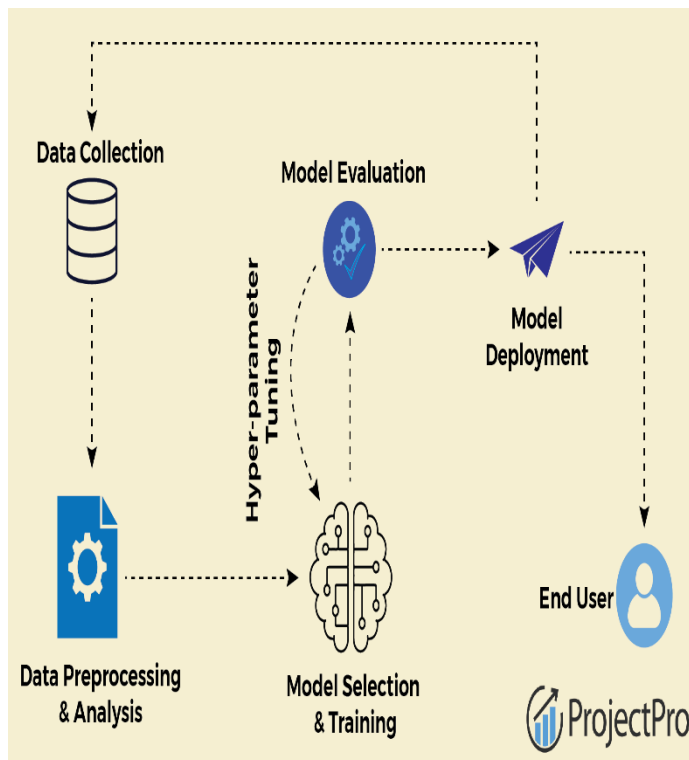 Data Collection
Model Evaluation
Hyper-parameter
Tuning
Model
Deployment
End User
Data Preprocessing
& Analysis
Model Selection
& Training
ProjectPro